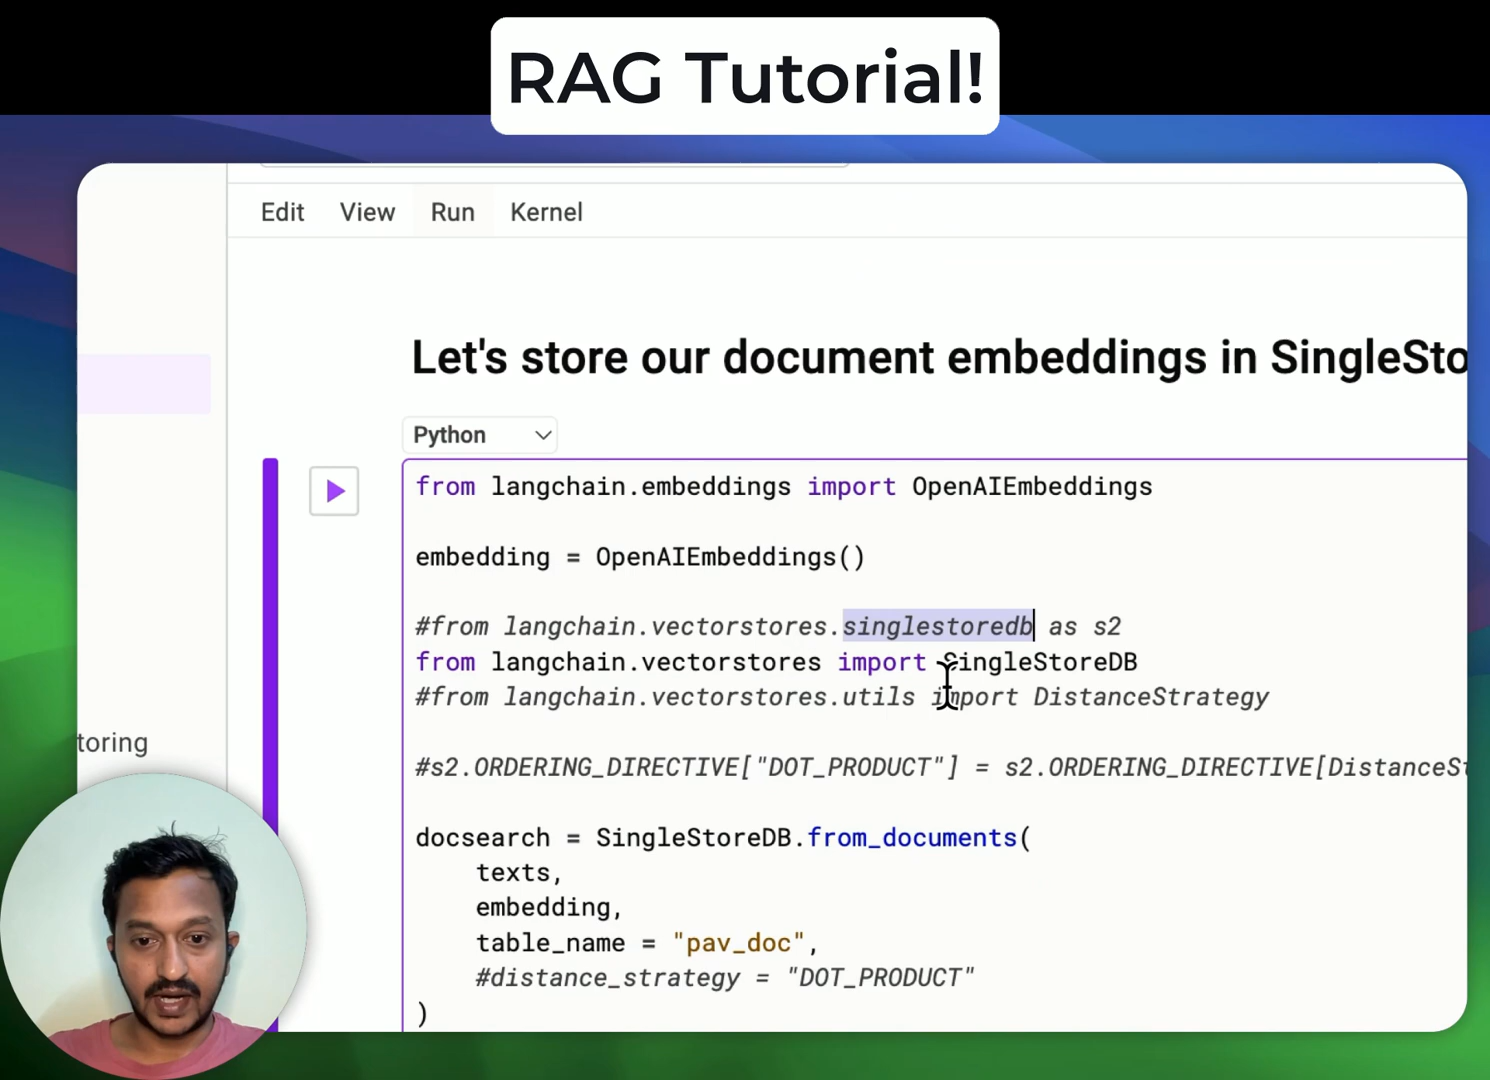 RAG Tutorial!
Edit View Run Kernel
Let's store our document embeddings in SingleSto
Python
from langchain.embeddings import OpenAIEmbeddings
embedding = OpenAIEmbeddings()
#from langchain.vectorstores.singlestoredb as s2
from langchain.vectorstores import SingleStoreDB
#from langchain.vectorstores.utils import DistanceStrategy
#s2.ORDERING_DIRECTIVE["DOT_PRODUCT"] = s2.ORDERING_DIRECTIVE[DistanceSt
toring
docsearch = SingleStoreDB.from_documents(
texts,
embedding,
table_name = "pav_doc",
#distance_strategy = "DOT_PRODUCT"
)